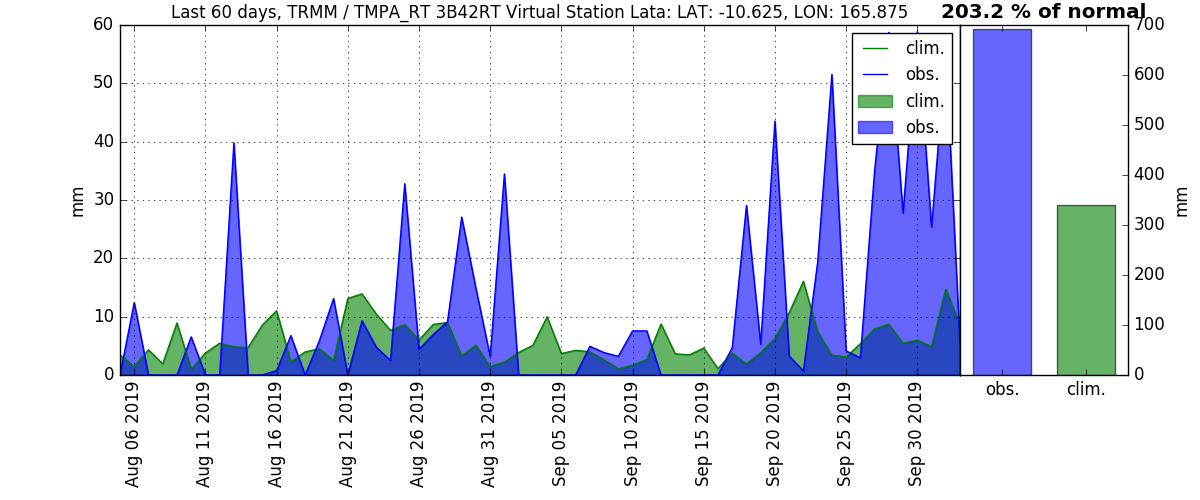 Last 60 days, TRMM / TMPA_RT 3B42RT Virtual Station Lata: LAT: -10.625, LON: 165.875
203.2 % of normal
60
50
40
30
20
10
0
mm
clim.
obs.
clim.
obs.
700
600
500
400
300
200
100
0
mm
obs.
clim.
Aug 06 2019
Aug 11 2019
Aug 16 2019
Aug 21 2019
Aug 26 2019
Aug 31 2019
Sep 05 2019
Sep 10 2019
Sep 15 2019
Sep 20 2019
Sep 25 2019
Sep 30 2019